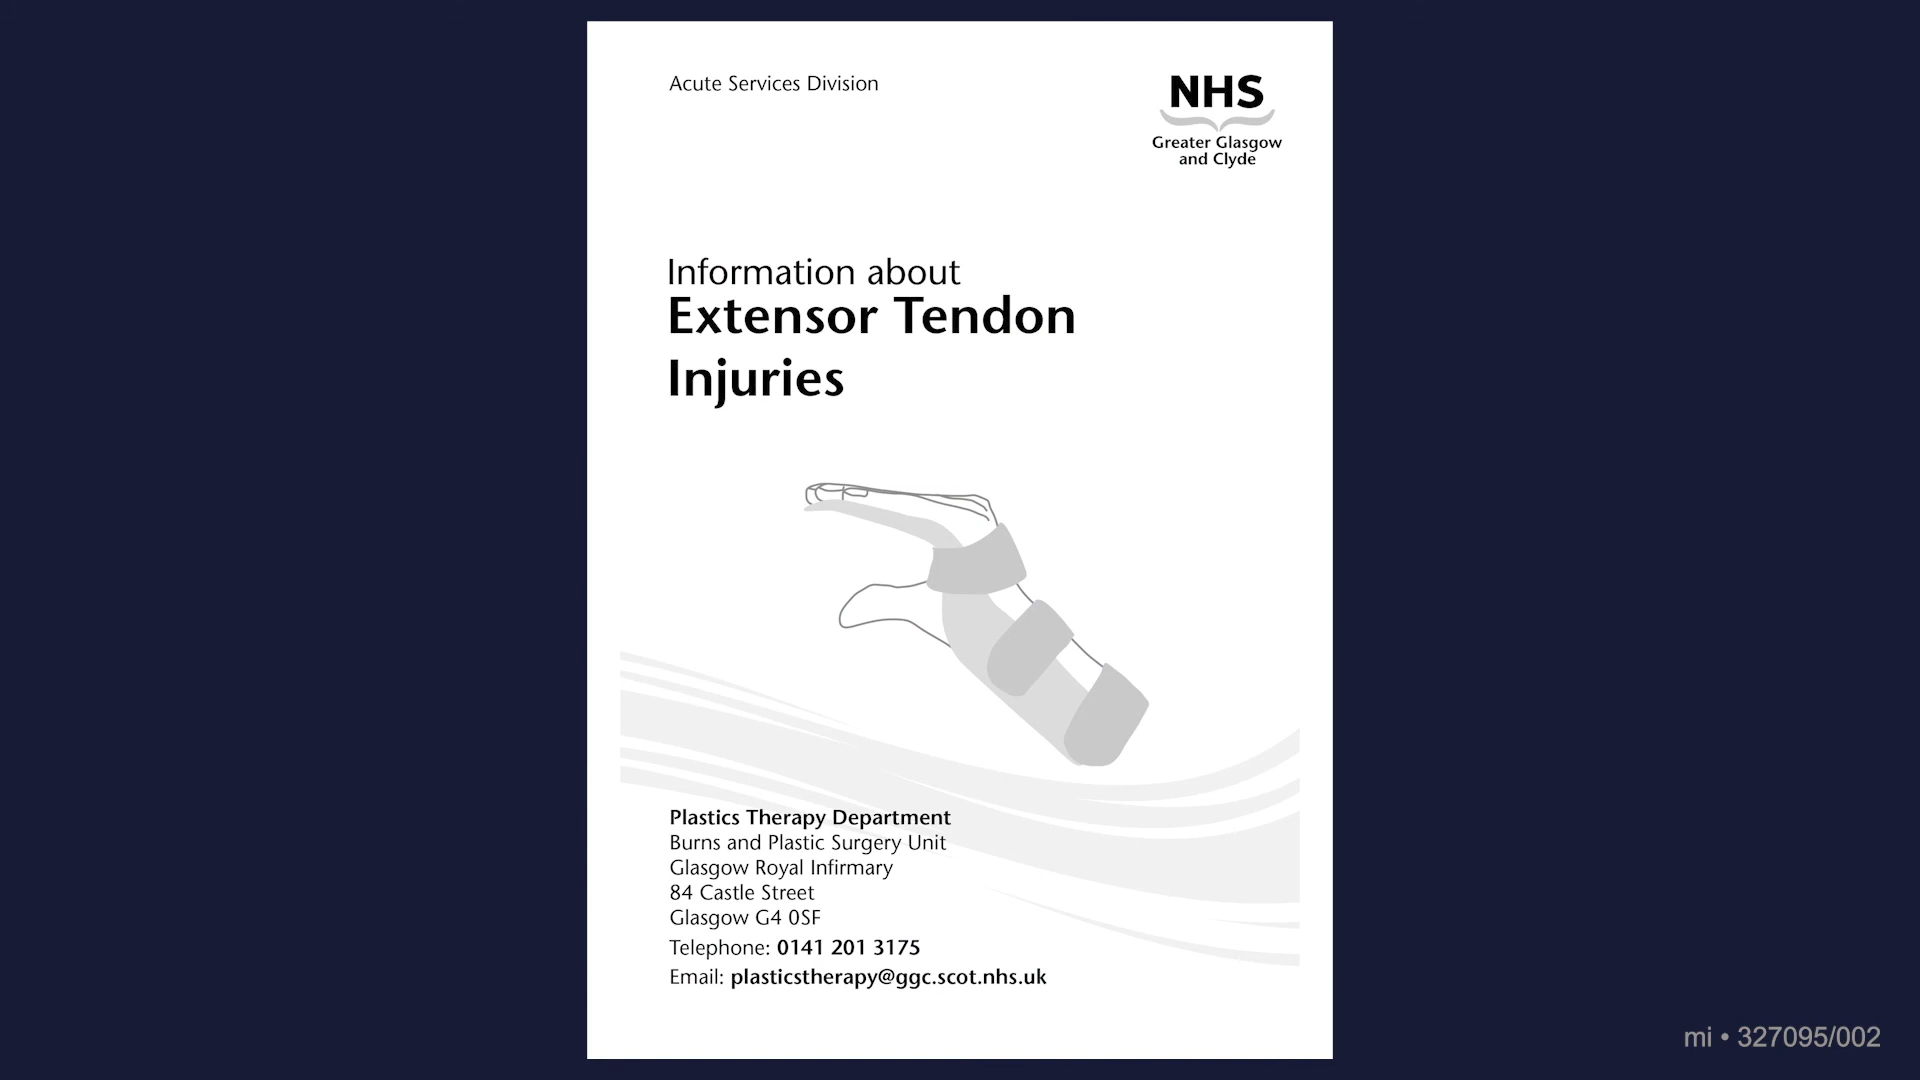 Acute Services Division
NHS
Greater Glasgow
and Clyde
Information about
Extensor Tendon
Injuries
Plastics Therapy Department
Burns and Plastic Surgery Unit
Glasgow Royal Infirmary
84 Castle Street
Glasgow G4 0SF
Telephone: 0141 201 3175
Email: plasticstherapy@ggc.scot.nhs.uk
mi • 327095/002